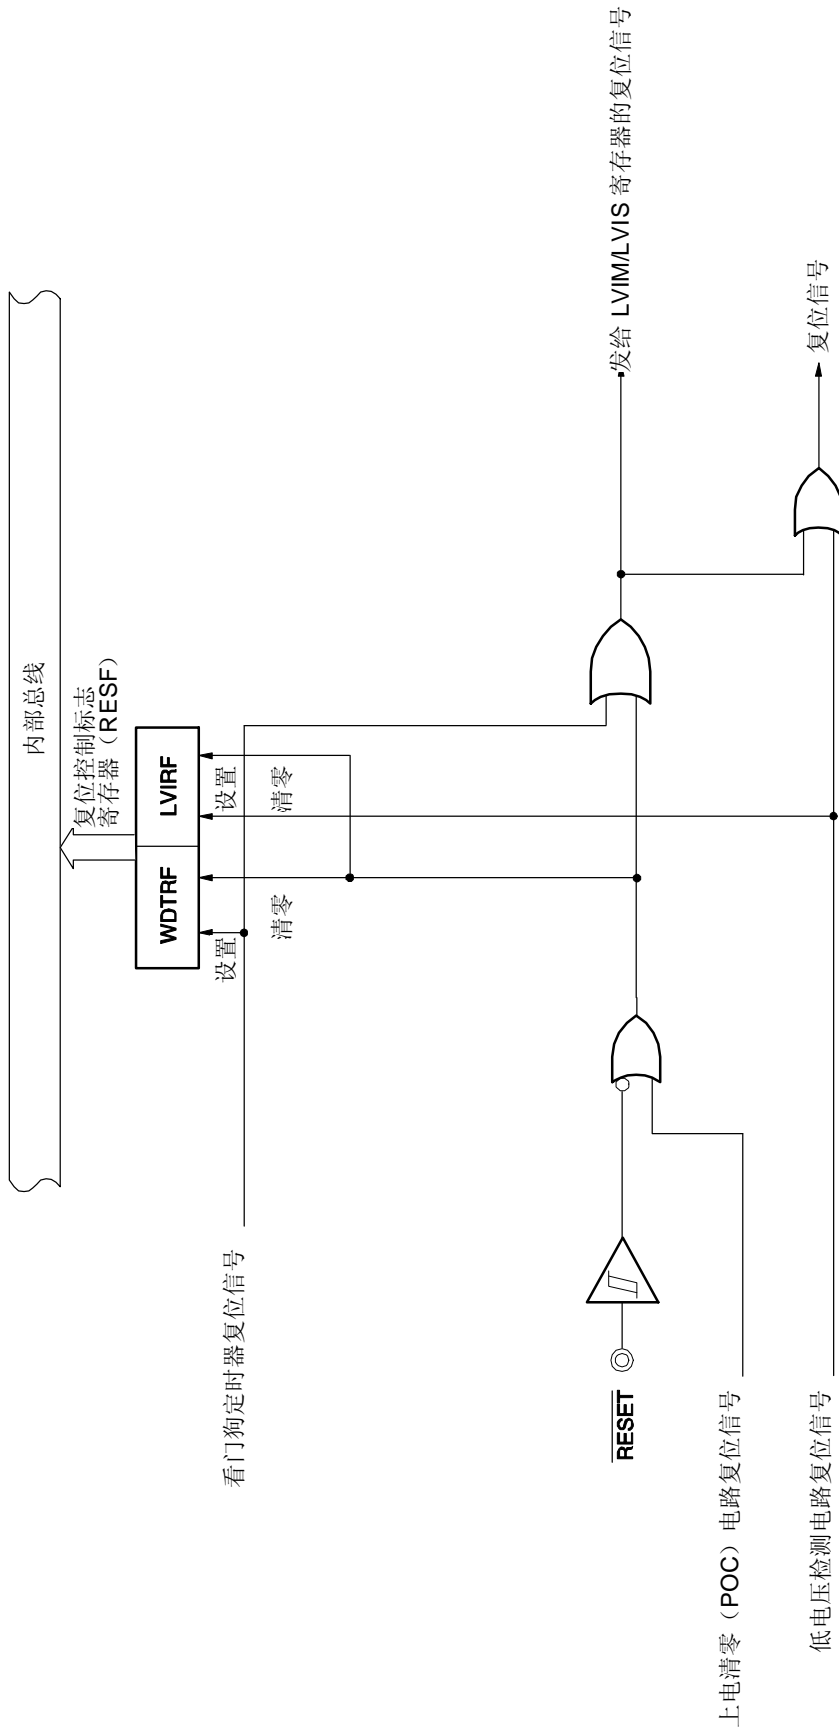 内部总线
复位控制标志
寄存器（RESF）
WDTRF
LVIRF
设置
清零
设置
清零
看门狗定时器复位信号
RESET
上电清零（POC）电路复位信号
低电压检测电路复位信号
发给 LVIM/LVIS 寄存器的复位信号
复位信号